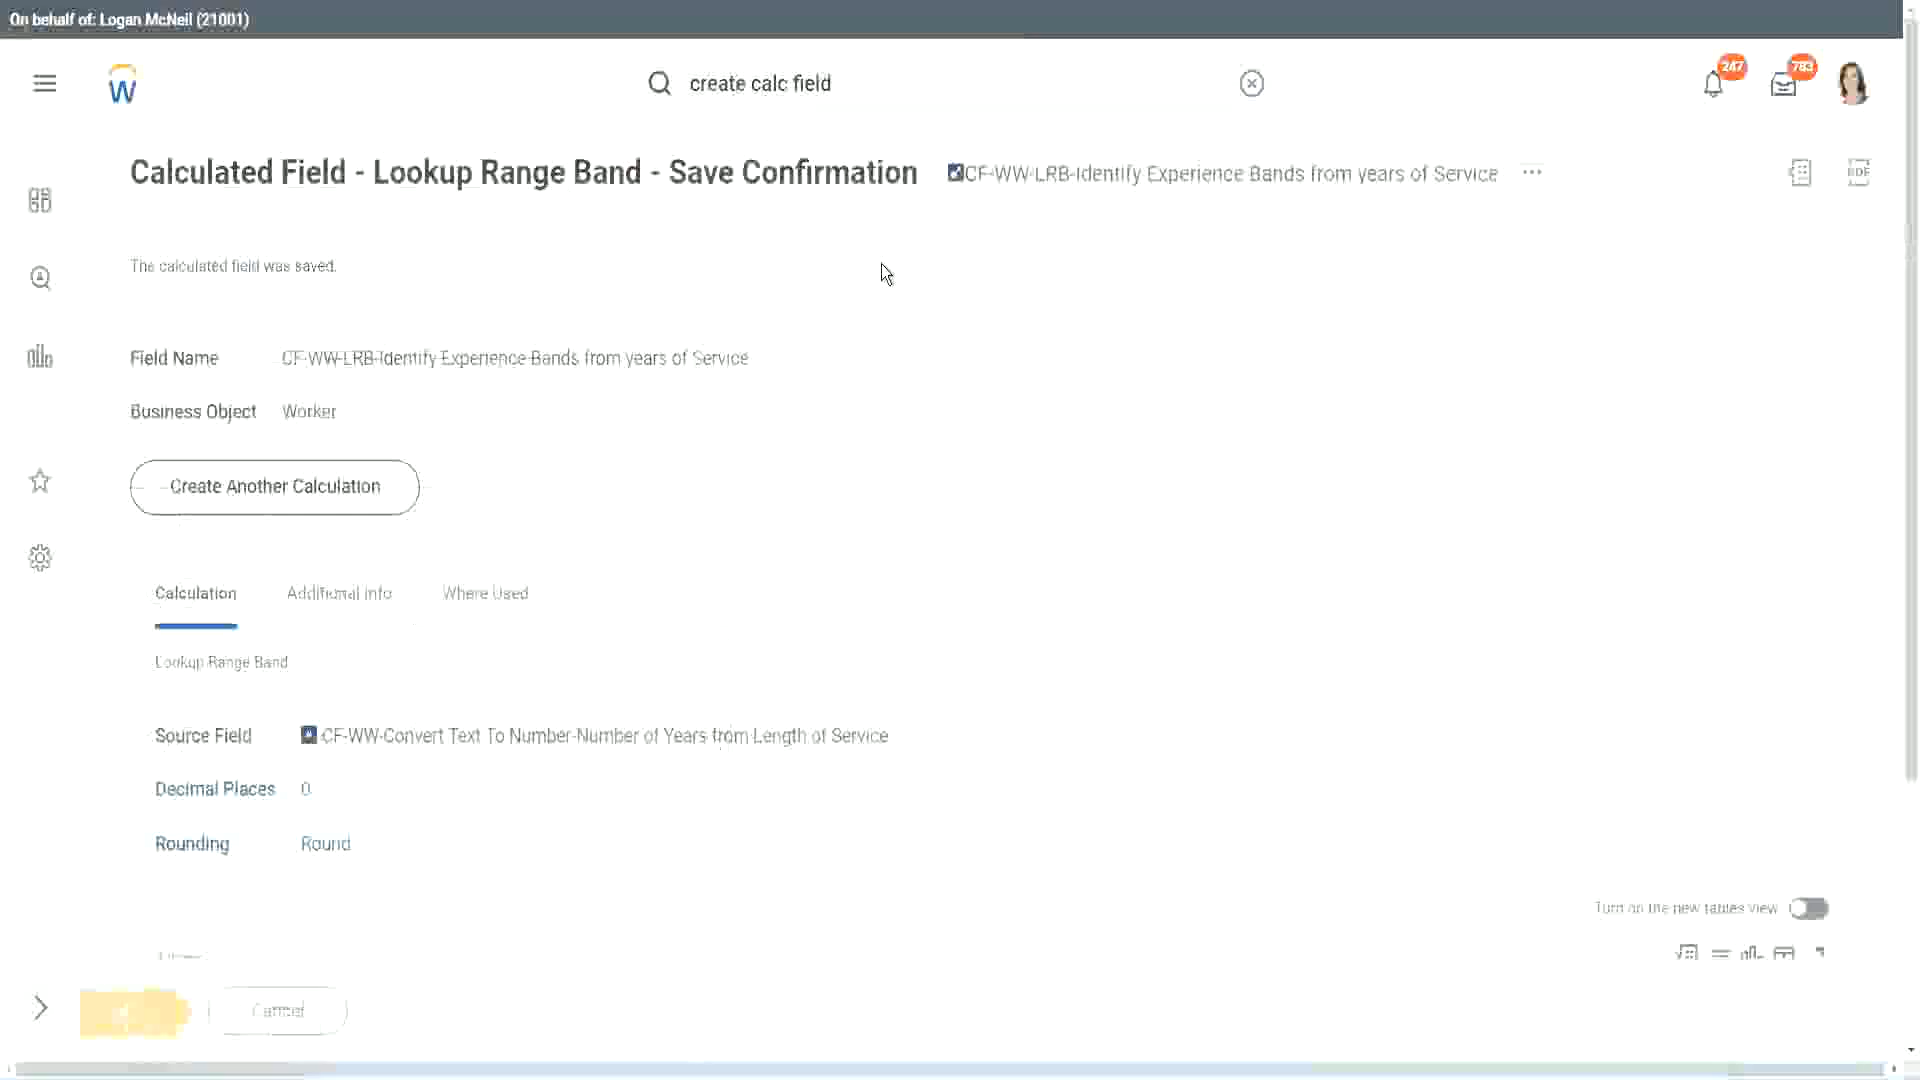 On behalf of: Logan McNeil (21001)
W
create calc field
247
783
Calculated Field - Lookup Range Band - Save Confirmation
CF-WW-LRB-Identify Experience Bands from years of Service
PDF
The calculated field was saved.
Field Name CF-WW-LRB-Identify Experience Bands from years of Service
Business Object Worker
Create Another Calculation
Calculation Additional Info Where Used
Lookup Range Band
Source Field CF-WW-Convert Text To Number-Number of Years from Length of Service
Decimal Places 0
Rounding Round
Turn on the new tables view
Cancel